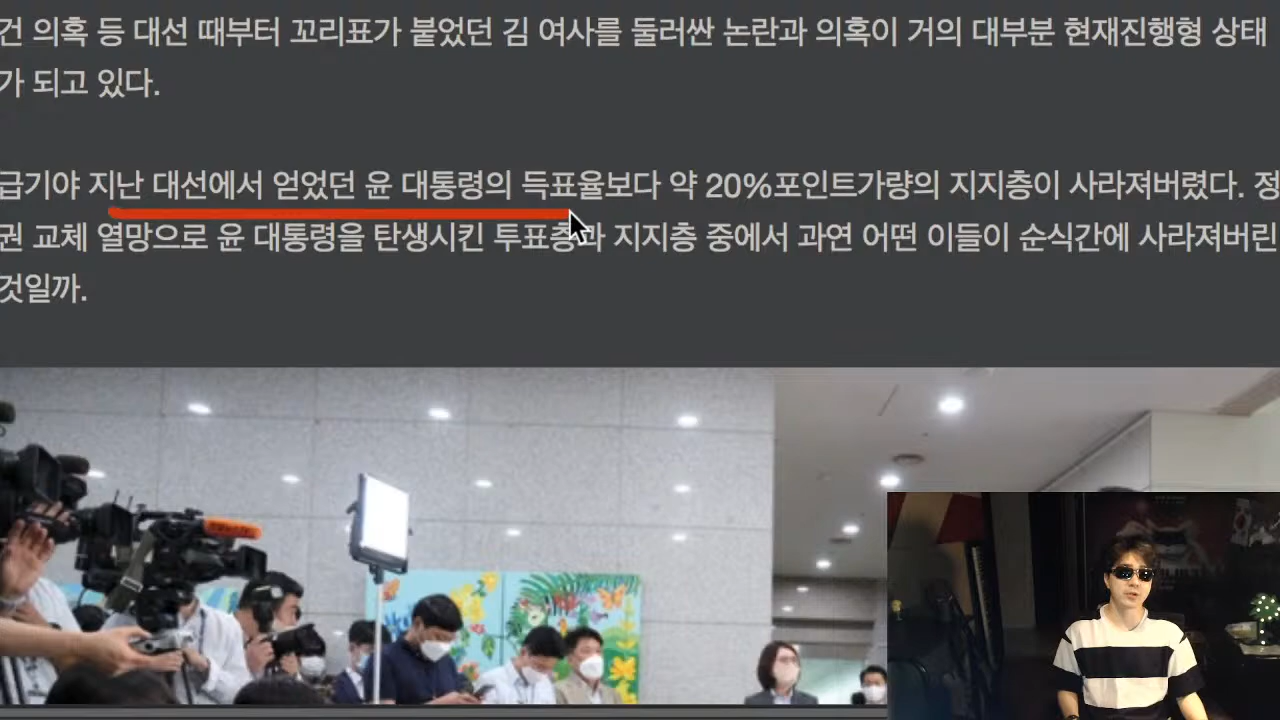 건 의혹 등 대선 때부터 꼬리표가 붙었던 김 여사를 둘러싼 논란과 의혹이 거의 대부분 현재진행형 상태
가 되고 있다.
급기야 지난 대선에서 얻었던 윤 대통령의 득표율보다 약 20%포인트가량의 지지층이 사라져버렸다. 정
권 교체 열망으로 윤 대통령을 탄생시킨 투표층과 지지층 중에서 과연 어떤 이들이 순식간에 사라져버린
것일까.